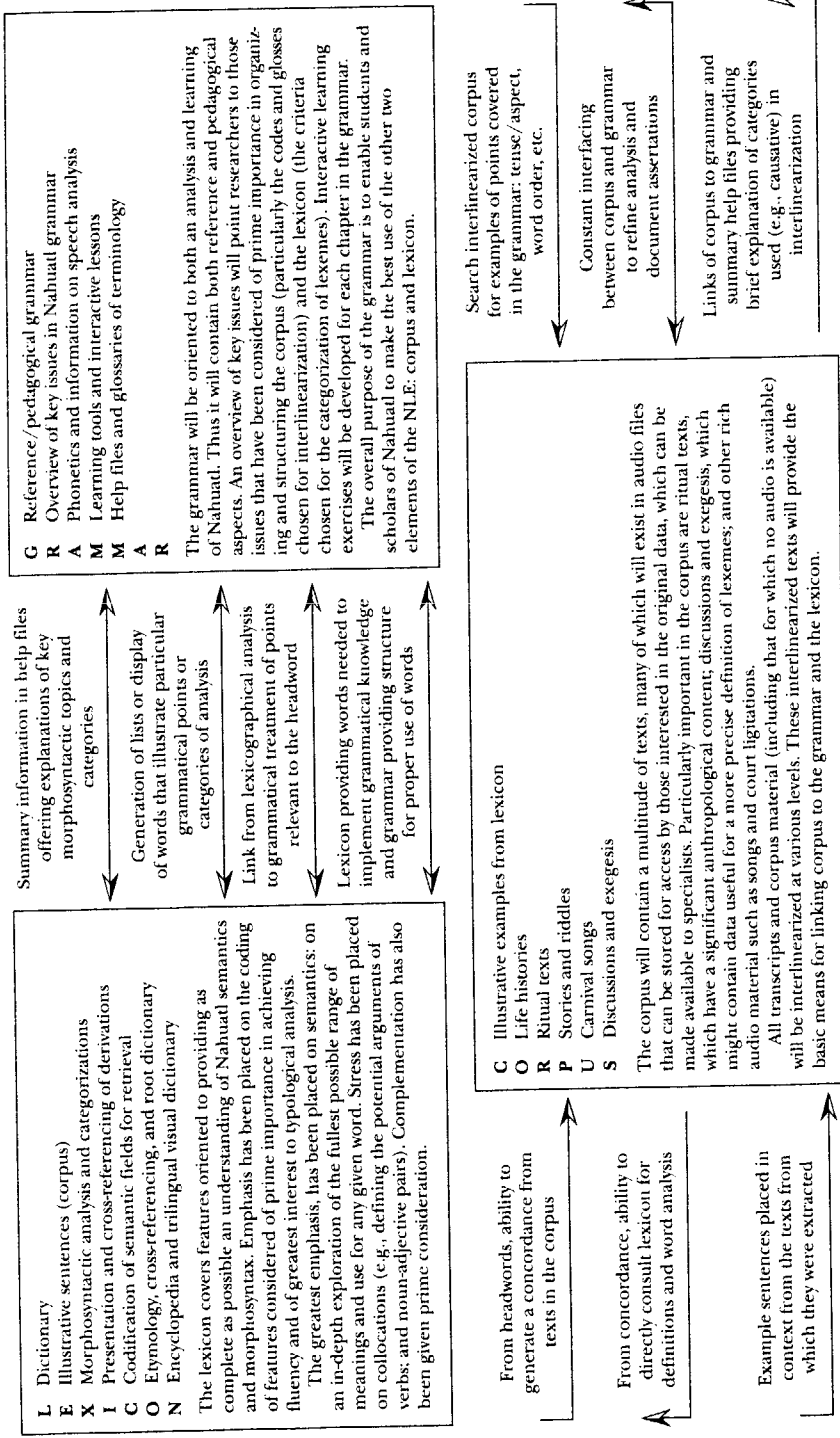 L Dictionary
E Illustrative sentences (corpus)
X Morphosyntactic analysis and categorizations
I Presentation and cross-referencing of derivations
C Codification of semantic fields for retrieval
O Etymology, cross-referencing, and root dictionary
N Encyclopedia and trilingual visual dictionary
The lexicon covers features oriented to providing as
complete as possible an understanding of Nahuatl semantics
and morphosyntax. Emphasis has been placed on the coding
of features considered of prime importance in achieving
fluency and of greatest interest to typological analysis.
The greatest emphasis, has been placed on semantics: on
an in-depth exploration of the fullest possible range of
meanings and use for any given word. Stress has been placed
on collocations (e.g., defining the potential arguments of
verbs; and noun-adjective pairs). Complementation has also
been given prime consideration.
Summary information in help files
offering explanations of key
morphosyntactic topics and
categories
Generation of lists or display
of words that illustrate particular
grammatical points or
categories of analysis
Link from lexicographical analysis
to grammatical treatment of points
relevant to the headword
Lexicon providing words needed to
implement grammatical knowledge
and grammar providing structure
for proper use of words
G Reference/pedagogical grammar
R Overview of key issues in Nahuatl grammar
A Phonetics and information on speech analysis
M Learning tools and interactive lessons
M Help files and glossaries of terminology
A
R
The grammar will be oriented to both an analysis and learning
of Nahuatl. Thus it will contain both reference and pedagogical
aspects. An overview of key issues will point researchers to those
issues that have been considered of prime importance in organiz-
ing and structuring the corpus (particularly the codes and glosses
chosen for interlinearization) and the lexicon (the criteria
chosen for the categorization of lexemes). Interactive learning
exercises will be developed for each chapter in the grammar.
The overall purpose of the grammar is to enable students and
scholars of Nahuatl to make the best use of the other two
elements of the NLE: corpus and lexicon.
From headwords, ability to
generate a concordance from
texts in the corpus
From concordance, ability to
directly consult lexicon for
definitions and word analysis
Example sentences placed in
context from the texts from
which they were extracted
C Illustrative examples from lexicon
O Life histories
R Ritual texts
P Stories and riddles
U Carnival songs
S Discussions and exegesis
The corpus will contain a multitude of texts, many of which will exist in audio files
that can be stored for access by those interested in the original data, which can be
made available to specialists. Particularly important in the corpus are ritual texts,
which have a significant anthropological content; discussions and exegesis, which
might contain data useful for a more precise definition of lexemes; and other rich
audio material such as songs and court ligitations.
All transcripts and corpus material (including that for which no audio is available)
will be interlinearized at various levels. These interlinearized texts will provide the
basic means for linking corpus to the grammar and the lexicon.
Search interlinearized corpus
for examples of points covered
in the grammar: tense/aspect,
word order, etc.
Constant interfacing
between corpus and grammar
to refine analysis and
document assertations
Links of corpus to grammar and
summary help files providing
brief explanation of categories
used (e.g., causative) in
interlinearization